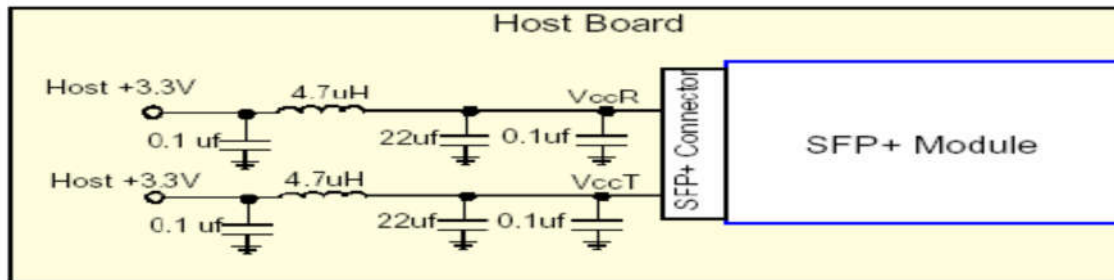 Host Board
Host +3.3V
4.7uH
VccR
0.1 uf
22uf
0.1uf
Host +3.3V
4.7uH
VccT
0.1 uf
22uf
0.1uf
SFP+ Connector
SFP+ Module